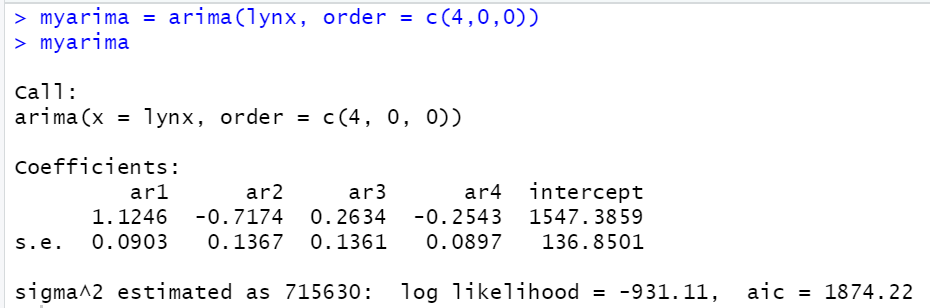 > myarima = arima(lynx, order = c(4,0,0))
> myarima
Call:
arima(x = lynx, order = c(4, 0, 0))
Coefficients:
ar1 ar2 ar3 ar4 intercept
1.1246 -0.7174 0.2634 -0.2543 1547.3859
s.e. 0.0903 0.1367 0.1361 0.0897 136.8501
sigma^2 estimated as 715630: log likelihood = -931.11, aic = 1874.22